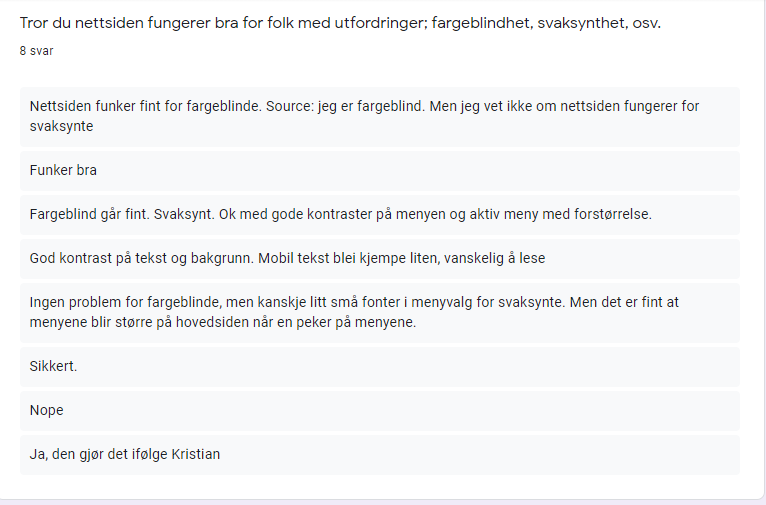 Tror du nettsiden fungerer bra for folk med utfordringer; fargeblindhet, svaksynthet, osv.
8 svar
Nettsiden funker fint for fargeblinde. Source: jeg er fargeblind. Men jeg vet ikke om nettsiden fungerer for
svaksynte
Funker bra
Fargeblind går fint. Svaksynt. Ok med gode kontraster på menyen og aktiv meny med forstørrelse.
God kontrast på tekst og bakgrunn. Mobil tekst blei kjempe liten, vanskelig å lese
Ingen problem for fargeblinde, men kanskje litt små fonter i menyvalg for svaksynte. Men det er fint at
menyene blir større på hovedsiden når en peker på menyene.
Sikkert.
Nope
Ja, den gjør det ifølge Kristian